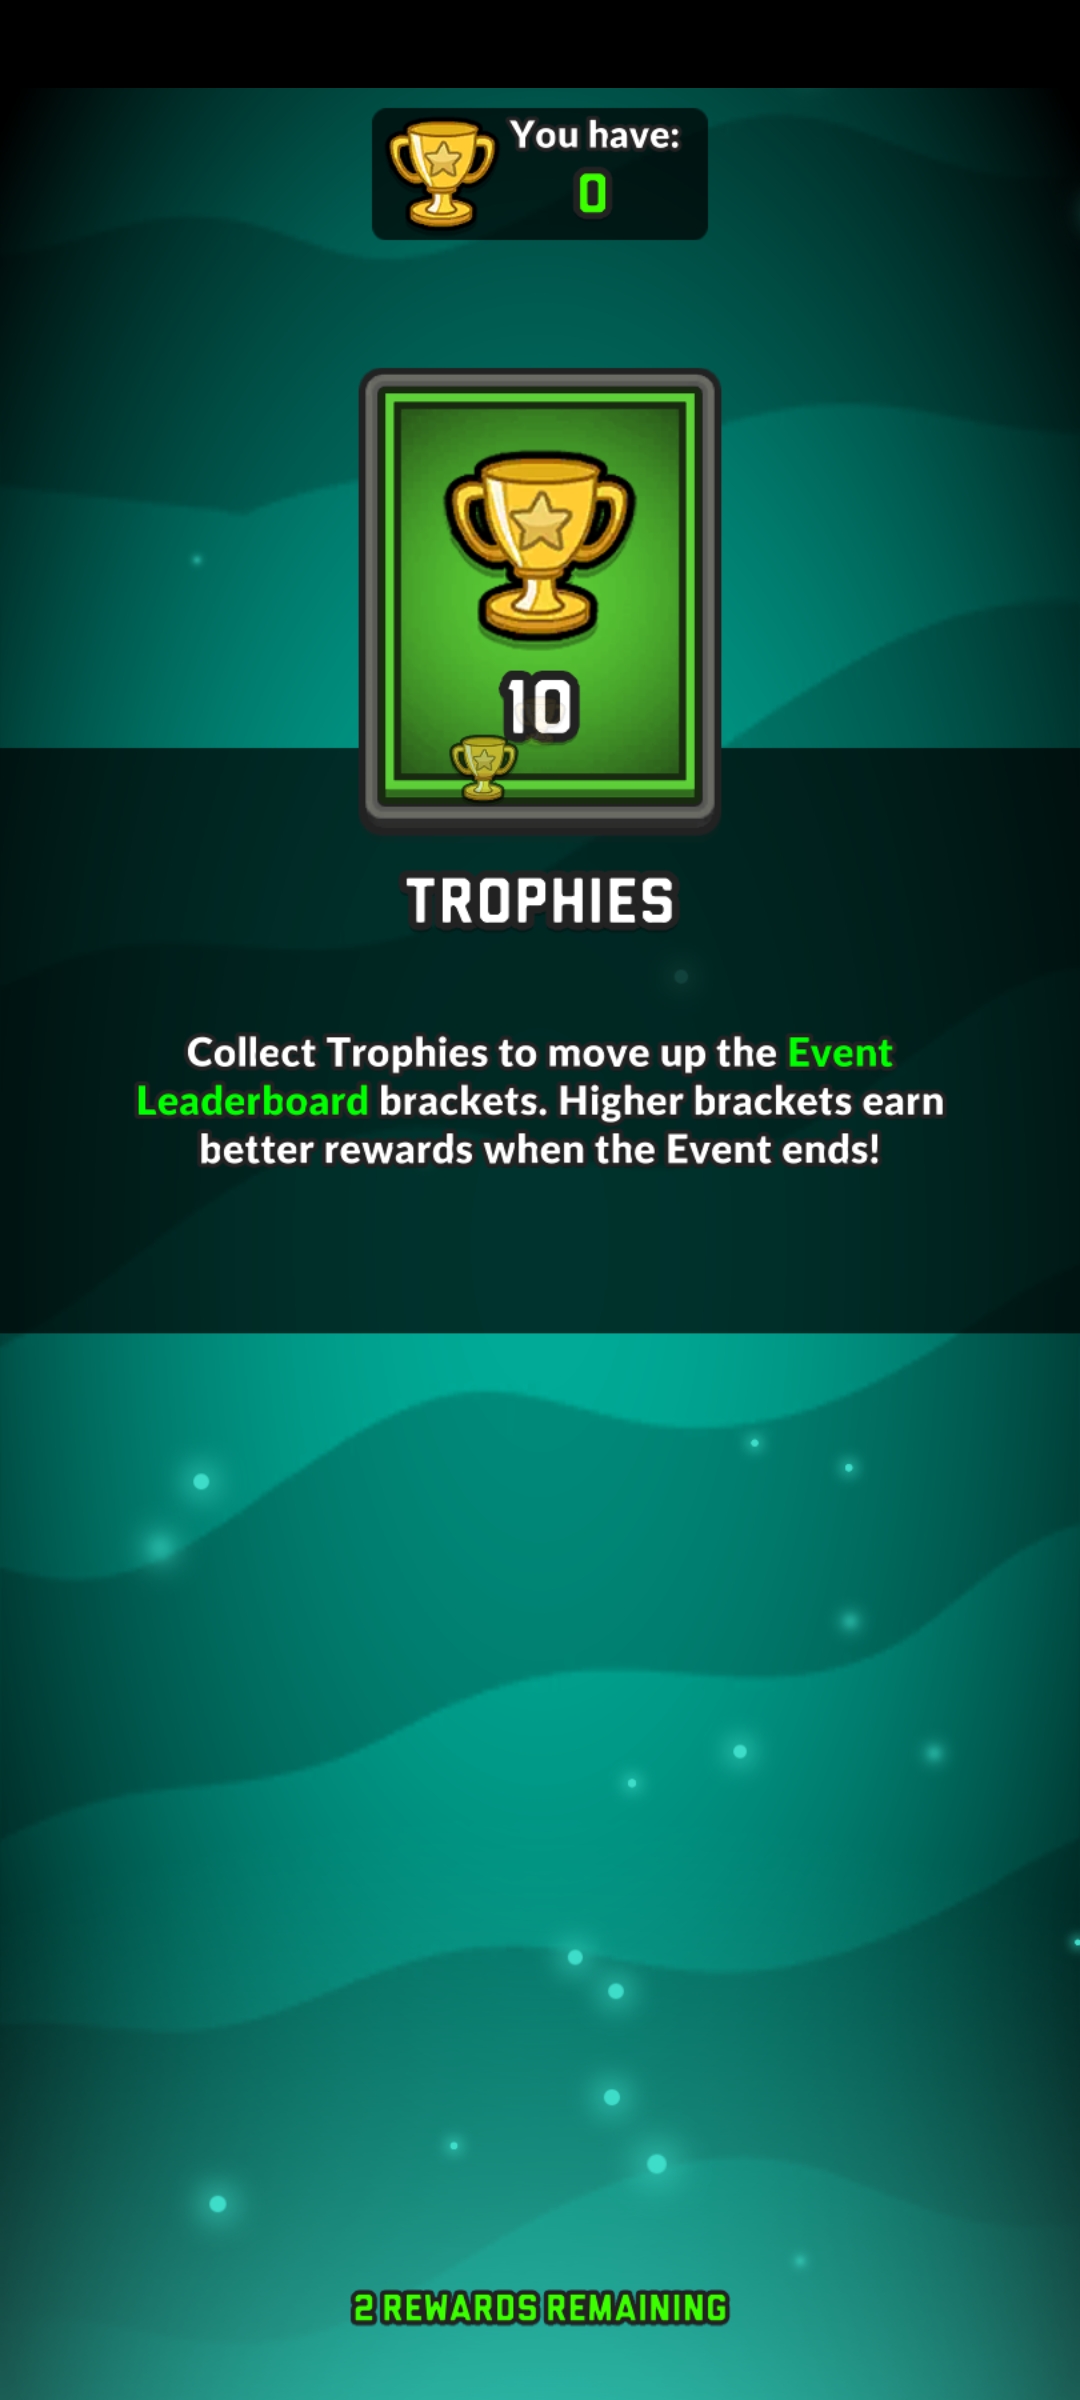 You have:
0
10
TROPHIES
Collect Trophies to move up the Event
Leaderboard brackets. Higher brackets earn
better rewards when the Event ends!
2 REWARDS REMAINING